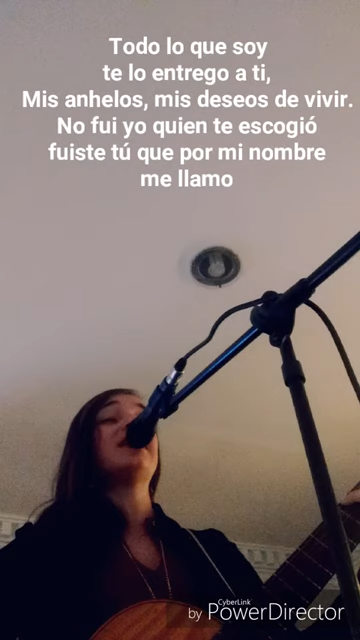 Todo lo que soy
te lo entrego a ti,
Mis anhelos, mis deseos de vivir.
No fui yo quien te escogió
fuiste tú que por mi nombre
me llamo
by CyberLink PowerDirector